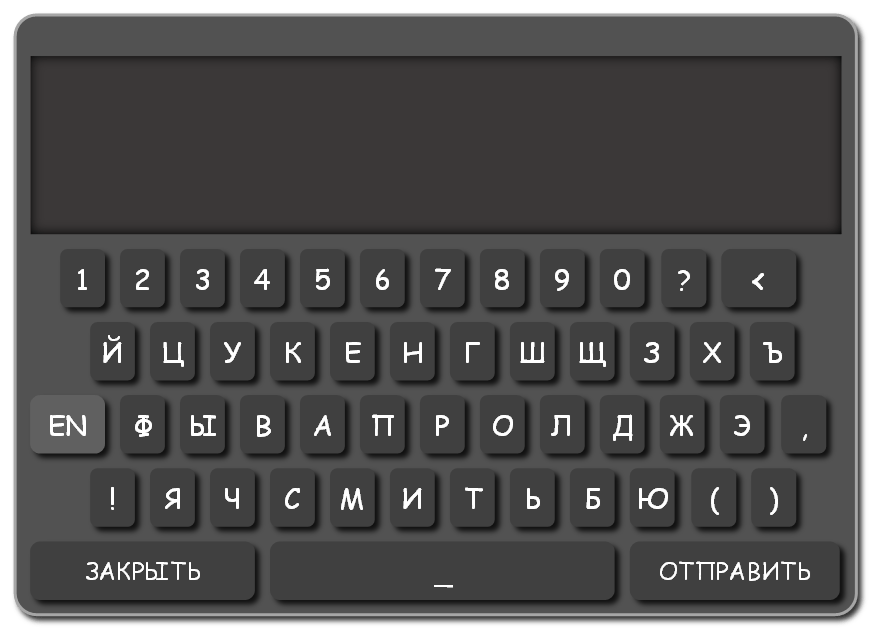 1 2 3 4 5 6 7 8 9 0 ? <
Й Ц У К Е Н Г Ш Щ З Х Ъ
EN Ф Ы В А П Р О Л Д Ж Э ,
! Я Ч С М И Т Ь Б Ю ( )
ЗАКРЫТЬ _ ОТПРАВИТЬ